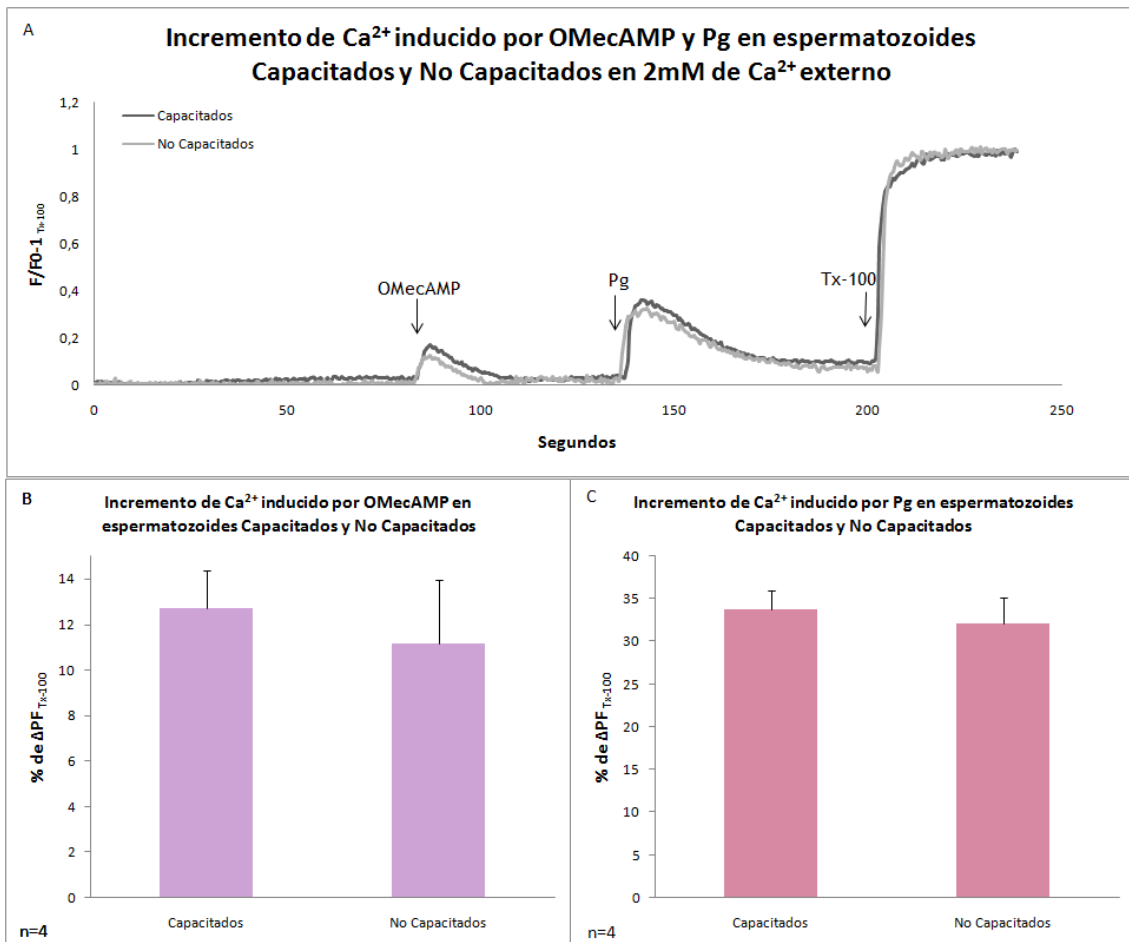 A
Incremento de Ca²⁺ inducido por OMecAMP y Pg en espermatozoides
Capacitados y No Capacitados en 2mM de Ca²⁺ externo
1,2
1
0,8
0,6
0,4
0,2
0
F/F0-1 Tx-100
Capacitados
No Capacitados
OMecAMP
Pg
Tx-100
0
50
100
150
200
250
Segundos
B
Incremento de Ca²⁺ inducido por OMecAMP en
espermatozoides Capacitados y No Capacitados
14
12
10
8
6
4
2
0
% de ΔPF Tx-100
Capacitados
No Capacitados
n=4
C
Incremento de Ca²⁺ inducido por Pg en espermatozoides
Capacitados y No Capacitados
40
35
30
25
20
15
10
5
0
% de ΔPF Tx-100
Capacitados
No Capacitados
n=4